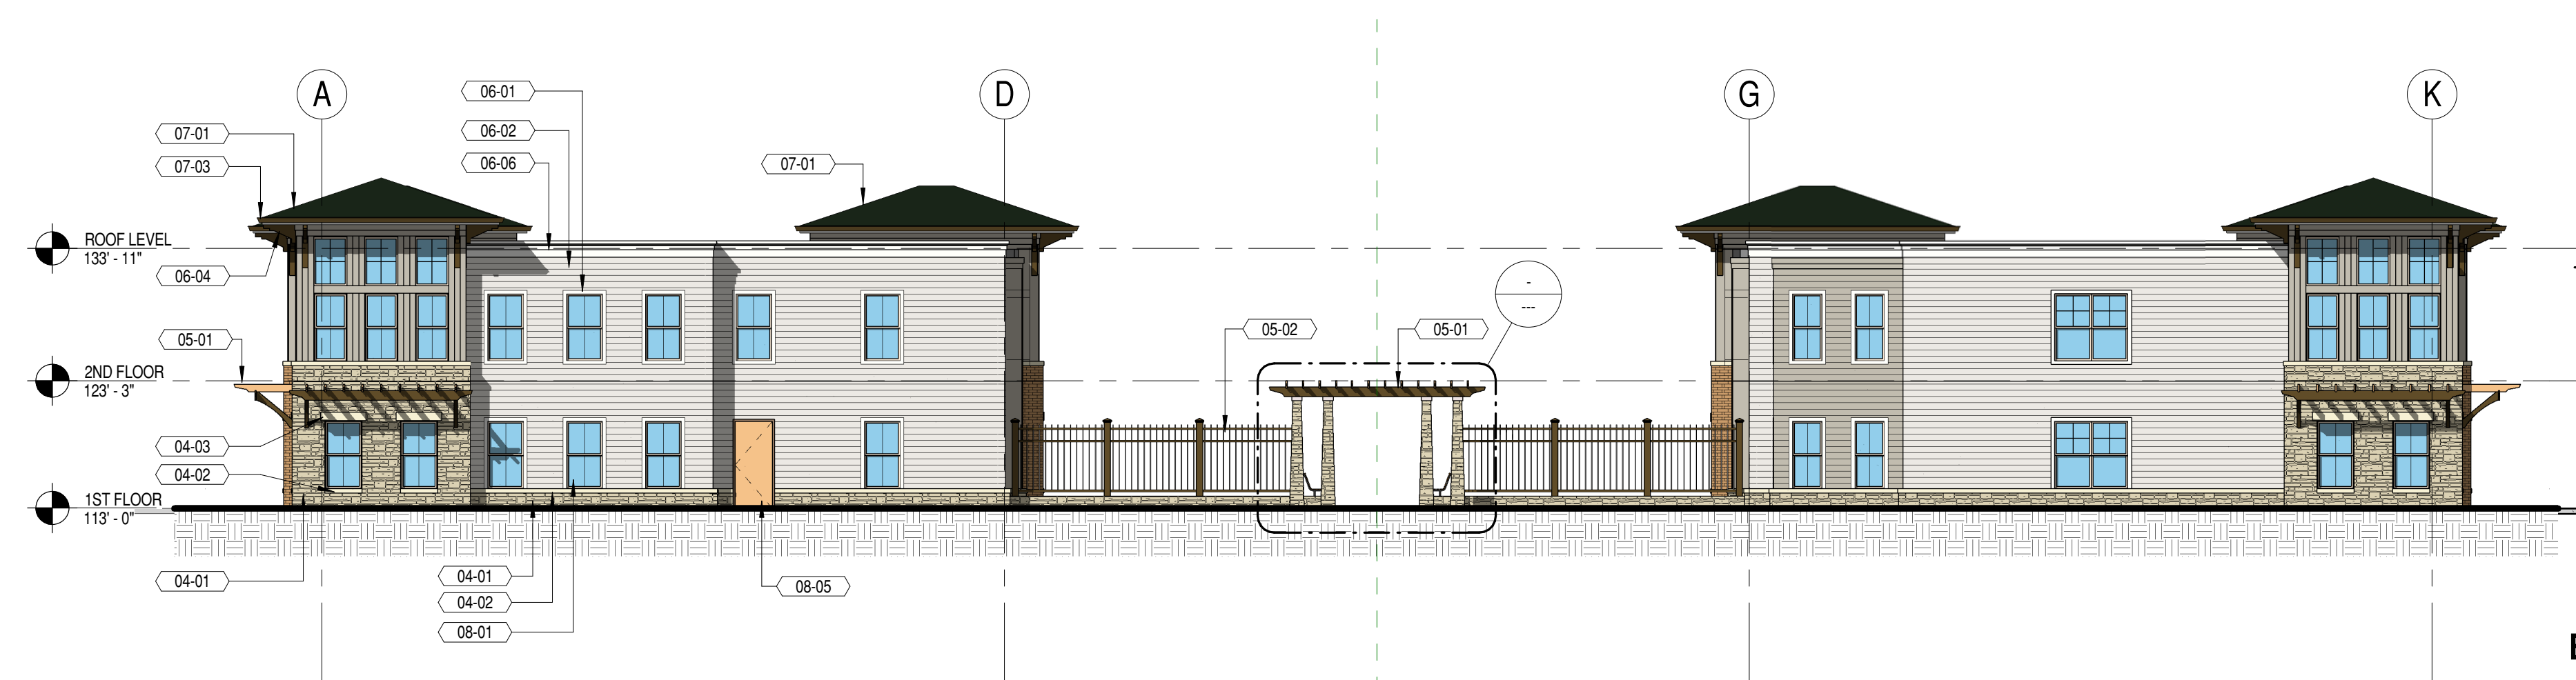 A
D
G
K
06-01
06-02
06-06
07-01
07-03
07-01
ROOF LEVEL
133' - 11"
06-04
-
---
05-01
05-02
05-01
2ND FLOOR
123' - 3"
04-03
04-02
1ST FLOOR
113' - 0"
04-01
04-01
04-02
08-01
08-05